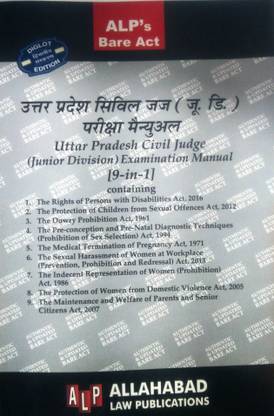 ALP's
Bare Act
DIGLOT
द्विभाषीय
संस्करण
EDITION
उत्तर प्रदेश सिविल जज ( जू. डि. )
परीक्षा मैन्युअल
Uttar Pradesh Civil Judge
(Junior Division) Examination Manual
[9-in-1]
containing
1. The Rights of Persons with Disabilities Act, 2016
2. The Protection of Children from Sexual Offences Act, 2012
3. The Dowry Prohibition Act, 1961
4. The Pre-conception and Pre-Natal Diagnostic Techniques
(Prohibition of Sex Selection) Act, 1994
5. The Medical Termination of Pregnancy Act, 1971
6. The Sexual Harassment of Women at Workplace
(Prevention, Prohibition and Redressal) Act, 2013
7. The Indecent Representation of Women (Prohibition)
Act, 1986
8. The Protection of Women from Domestic Violence Act, 2005
9. The Maintenance and Welfare of Parents and Senior
Citizens Act, 2007
ALP ALLAHABAD
LAW PUBLICATIONS